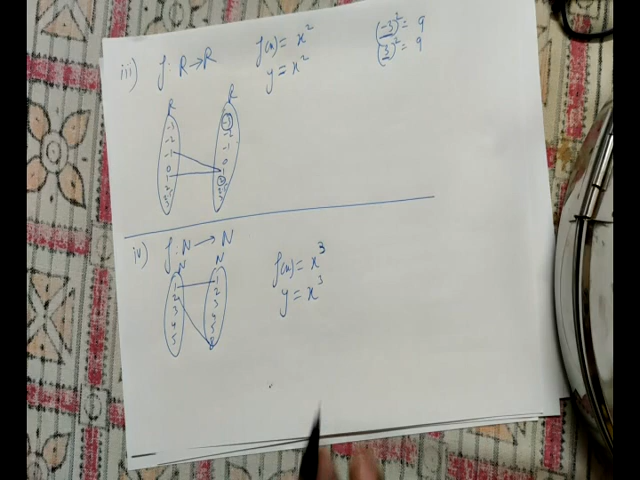 iii) f: R→R f(x) = x² (-3)² = 9
y = x² (3)² = 9
R R
iv) f: N → N
N N
f(x) = x³
y = x³